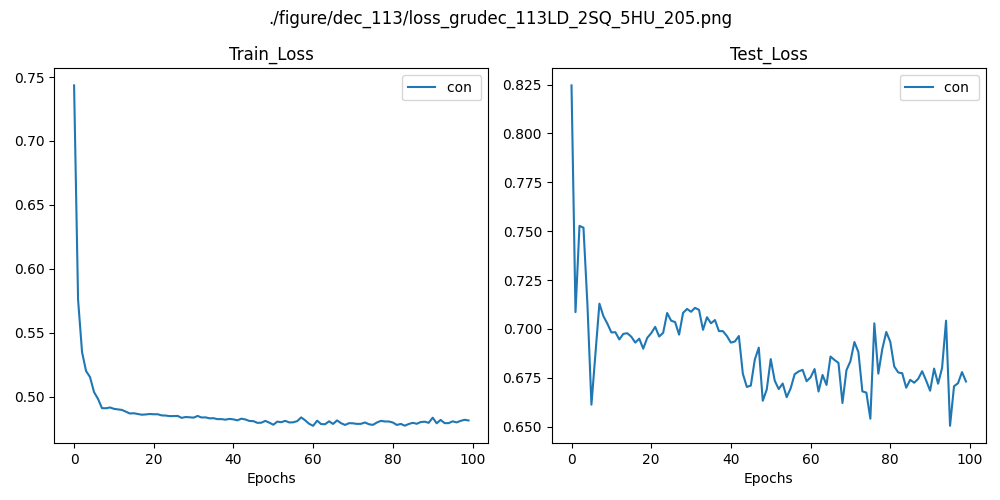 ./figure/dec_113/loss_grudec_113LD_2SQ_5HU_205.png
Train_Loss
con
0.75
0.70
0.65
0.60
0.55
0.50
0 20 40 60 80 100
Epochs
Test_Loss
con
0.825
0.800
0.775
0.750
0.725
0.700
0.675
0.650
0 20 40 60 80 100
Epochs